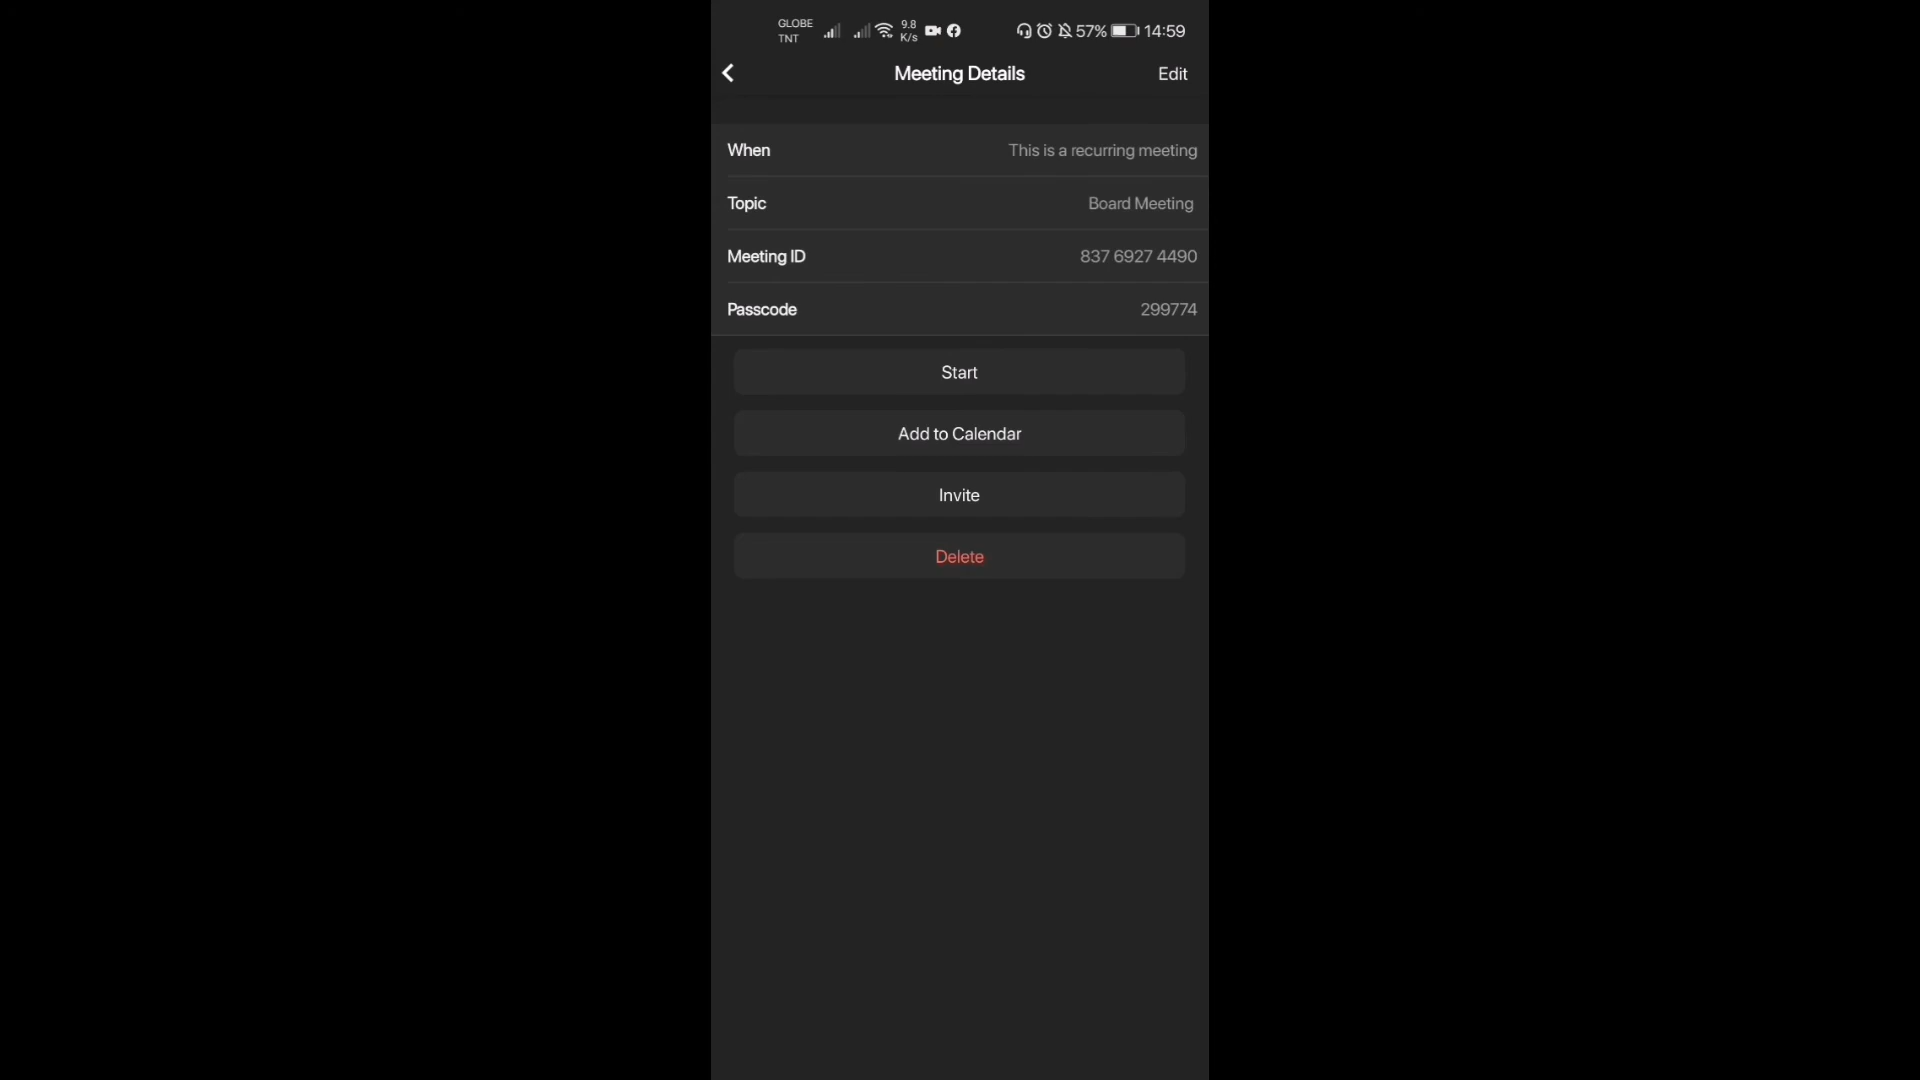 GLOBE
TNT
9.8
K/s
57%
14:59
Meeting Details
Edit
When
This is a recurring meeting
Topic
Board Meeting
Meeting ID
837 6927 4490
Passcode
299774
Start
Add to Calendar
Invite
Delete